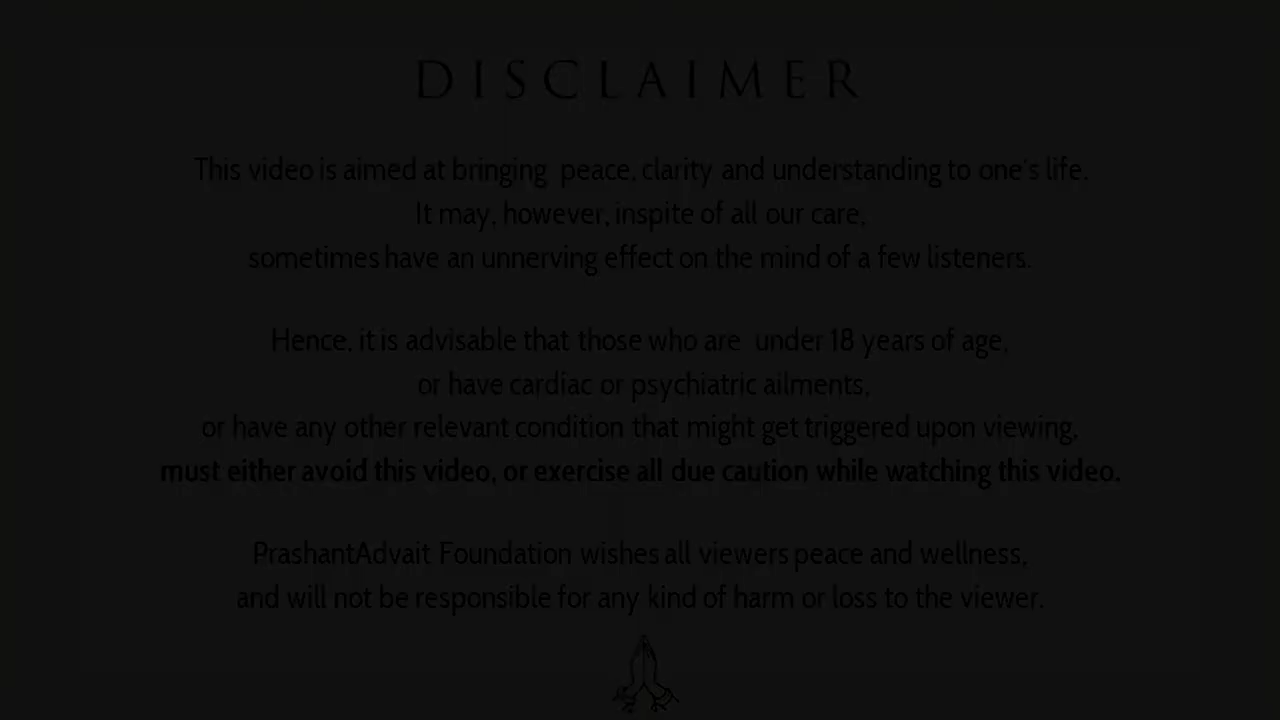 DISCLAIMER
This video is aimed at bringing peace, clarity and understanding to one's life.
It may, however, inspite of all our care,
sometimes have an unnerving effect on the mind of a few listeners.
Hence, it is advisable that those who are under 18 years of age,
or have cardiac or psychiatric ailments,
or have any other relevant condition that might get triggered upon viewing,
must either avoid this video, or exercise all due caution while watching this video.
PrashantAdvait Foundation wishes all viewers peace and wellness,
and will not be responsible for any kind of harm or loss to the viewer.